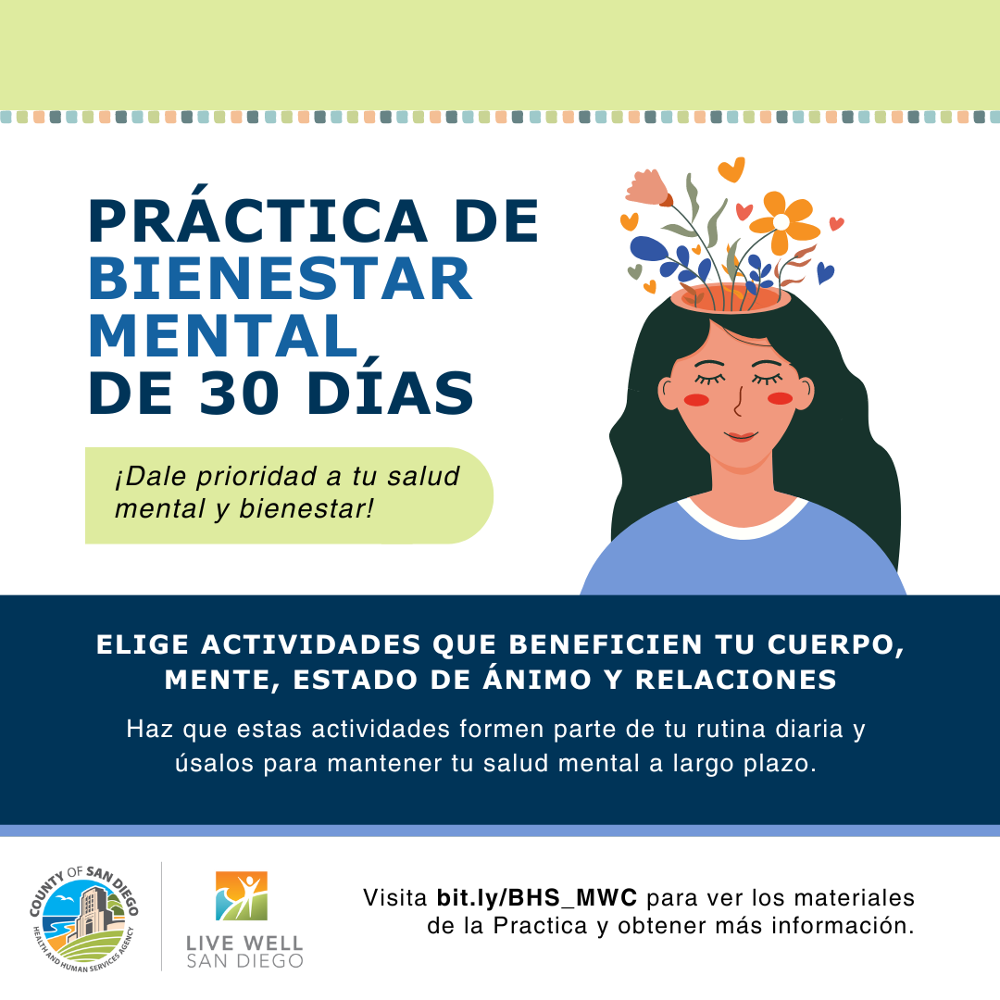 PRÁCTICA DE
BIENESTAR
MENTAL
DE 30 DÍAS
¡Dale prioridad a tu salud
mental y bienestar!
ELIGE ACTIVIDADES QUE BENEFICIEN TU CUERPO,
MENTE, ESTADO DE ÁNIMO Y RELACIONES
Haz que estas actividades formen parte de tu rutina diaria y
úsalos para mantener tu salud mental a largo plazo.
COUNTY OF SAN DIEGO
HEALTH AND HUMAN SERVICES AGENCY
LIVE WELL
SAN DIEGO
Visita bit.ly/BHS_MWC para ver los materiales
de la Practica y obtener más información.